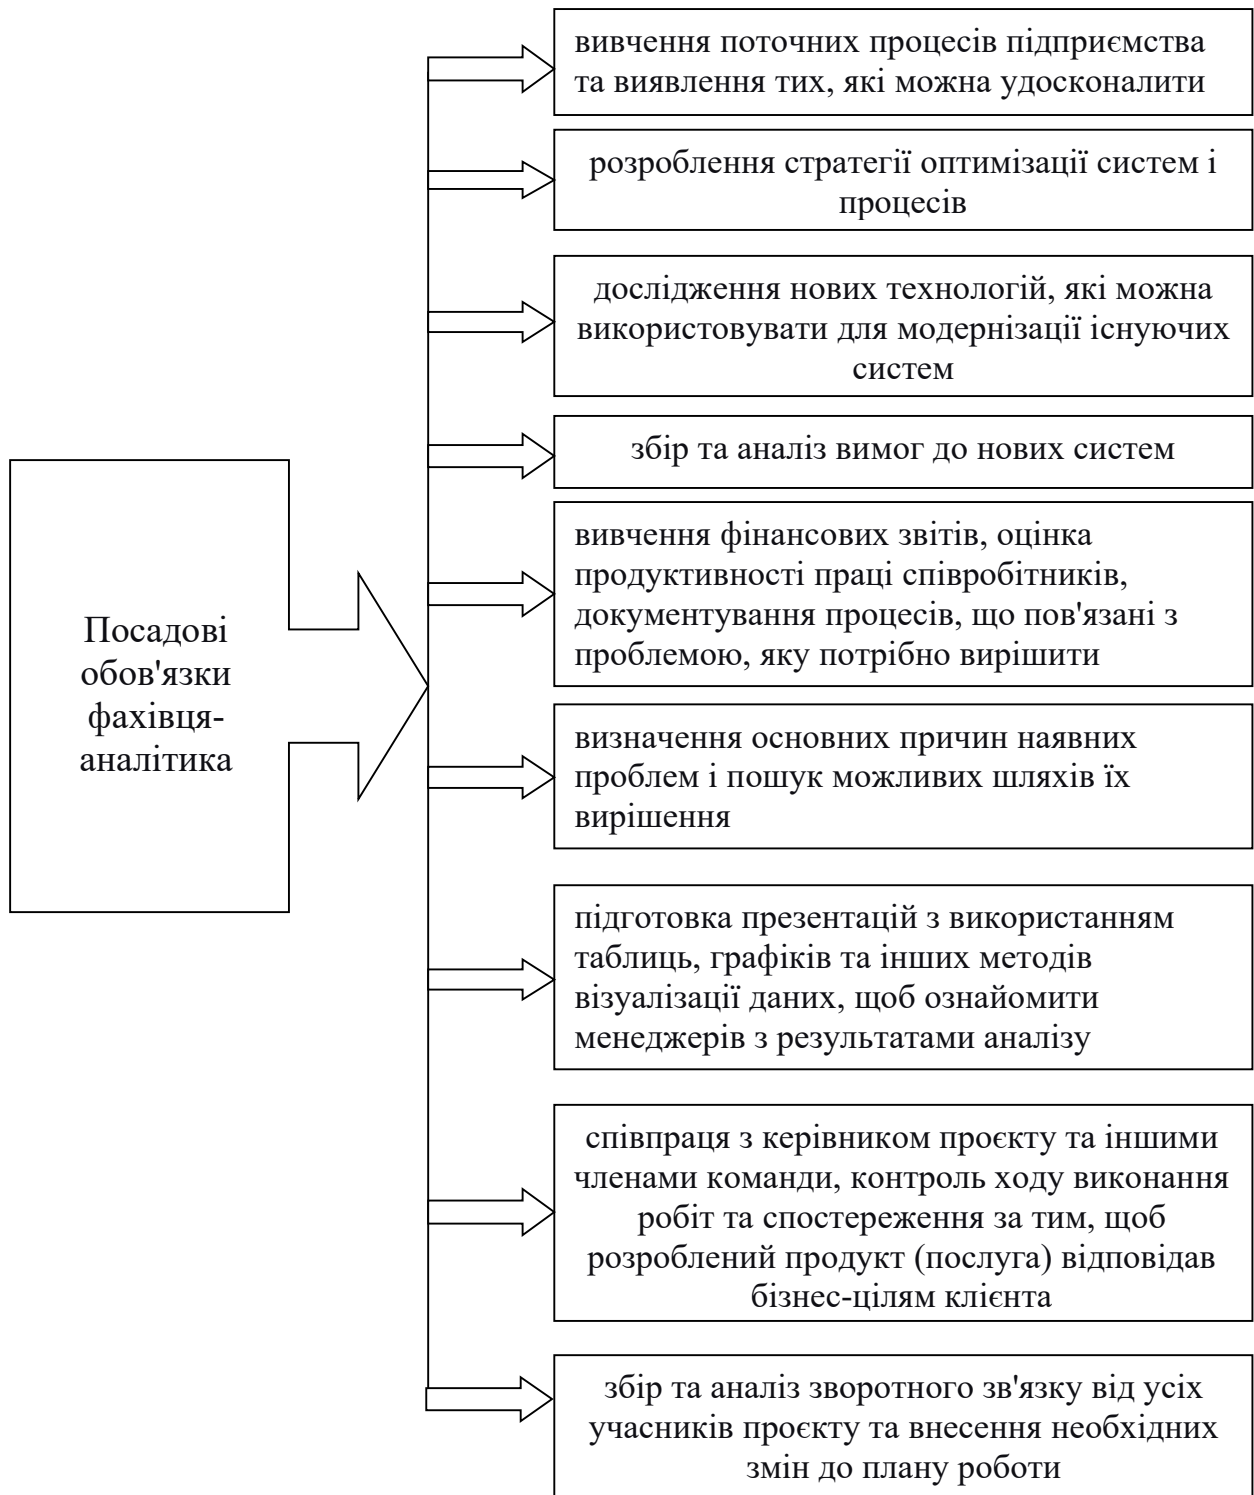 Посадові
обов'язки
фахівця-
аналітика
вивчення поточних процесів підприємства
та виявлення тих, які можна удосконалити
розроблення стратегії оптимізації систем і
процесів
дослідження нових технологій, які можна
використовувати для модернізації існуючих
систем
збір та аналіз вимог до нових систем
вивчення фінансових звітів, оцінка
продуктивності праці співробітників,
документування процесів, що пов'язані з
проблемою, яку потрібно вирішити
визначення основних причин наявних
проблем і пошук можливих шляхів їх
вирішення
підготовка презентацій з використанням
таблиць, графіків та інших методів
візуалізації даних, щоб ознайомити
менеджерів з результатами аналізу
співпраця з керівником проєкту та іншими
членами команди, контроль ходу виконання
робіт та спостереження за тим, щоб
розроблений продукт (послуга) відповідав
бізнес-цілям клієнта
збір та аналіз зворотного зв'язку від усіх
учасників проєкту та внесення необхідних
змін до плану роботи